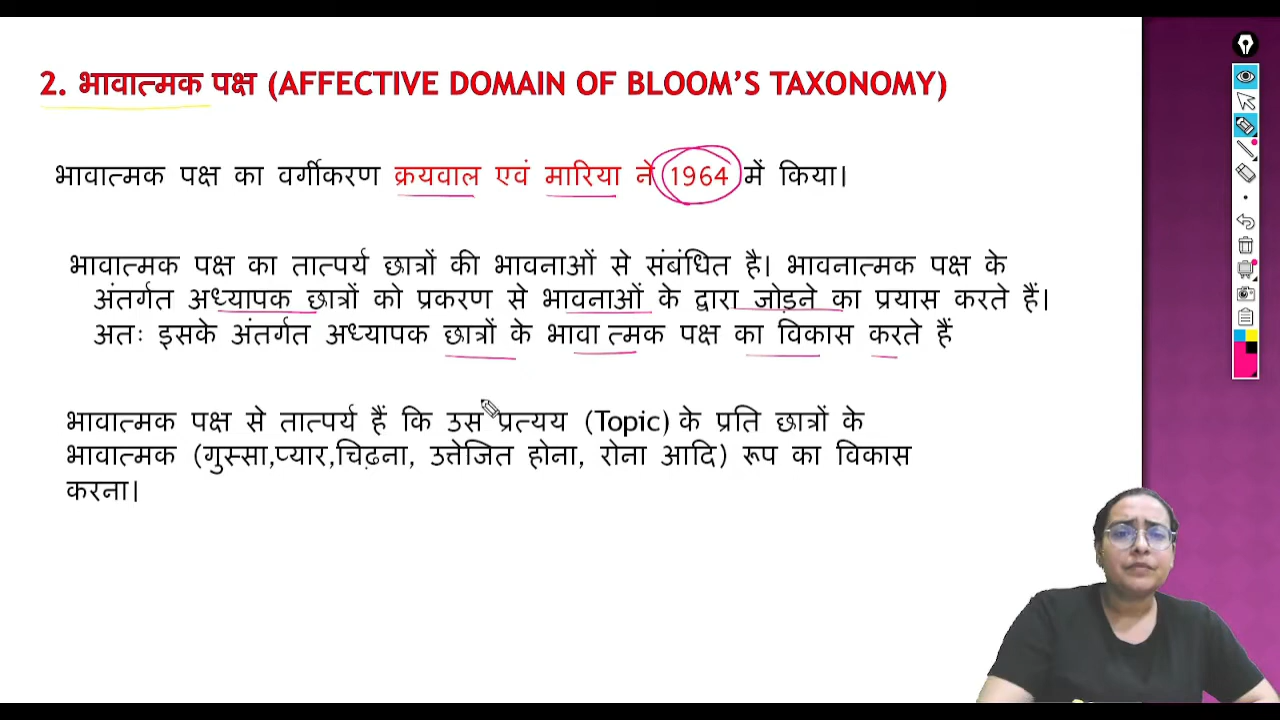 2. भावात्मक पक्ष (AFFECTIVE DOMAIN OF BLOOM'S TAXONOMY)
भावात्मक पक्ष का वर्गीकरण क्रयवाल एवं मारिया ने 1964 में किया।
भावात्मक पक्ष का तात्पर्य छात्रों की भावनाओं से संबंधित है। भावनात्मक पक्ष के
अंतर्गत अध्यापक छात्रों को प्रकरण से भावनाओं के द्वारा जोड़ने का प्रयास करते हैं।
अतः इसके अंतर्गत अध्यापक छात्रों के भावा त्मक पक्ष का विकास करते हैं
भावात्मक पक्ष से तात्पर्य हैं कि उस प्रत्यय (Topic) के प्रति छात्रों के
भावात्मक (गुस्सा,प्यार,चिढ़ना, उत्तेजित होना, रोना आदि) रूप का विकास
करना।